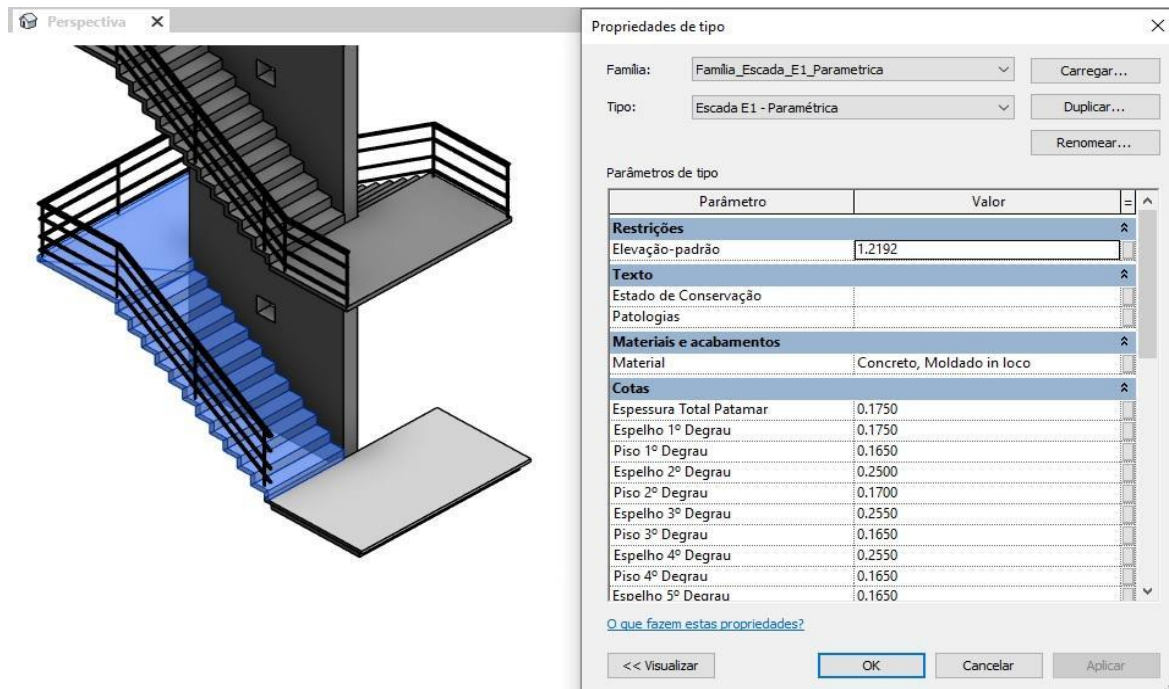 Perspectiva X
Propriedades de tipo
Família: Família_Escada_E1_Parametrica Carregar...
Tipo: Escada E1 - Paramétrica Duplicar...
Renomear...
Parâmetros de tipo
Parâmetro Valor =
Restrições
Elevação-padrão 1.2192
Texto
Estado de Conservação
Patologias
Materiais e acabamentos
Material Concreto, Moldado in loco
Cotas
Espessura Total Patamar 0.1750
Espelho 1º Degrau 0.1750
Piso 1º Degrau 0.1650
Espelho 2º Degrau 0.2500
Piso 2º Degrau 0.1700
Espelho 3º Degrau 0.2550
Piso 3º Degrau 0.1650
Espelho 4º Degrau 0.2550
Piso 4º Degrau 0.1650
Espelho 5º Degrau 0.1650
O que fazem estas propriedades?
<< Visualizar OK Cancelar Aplicar